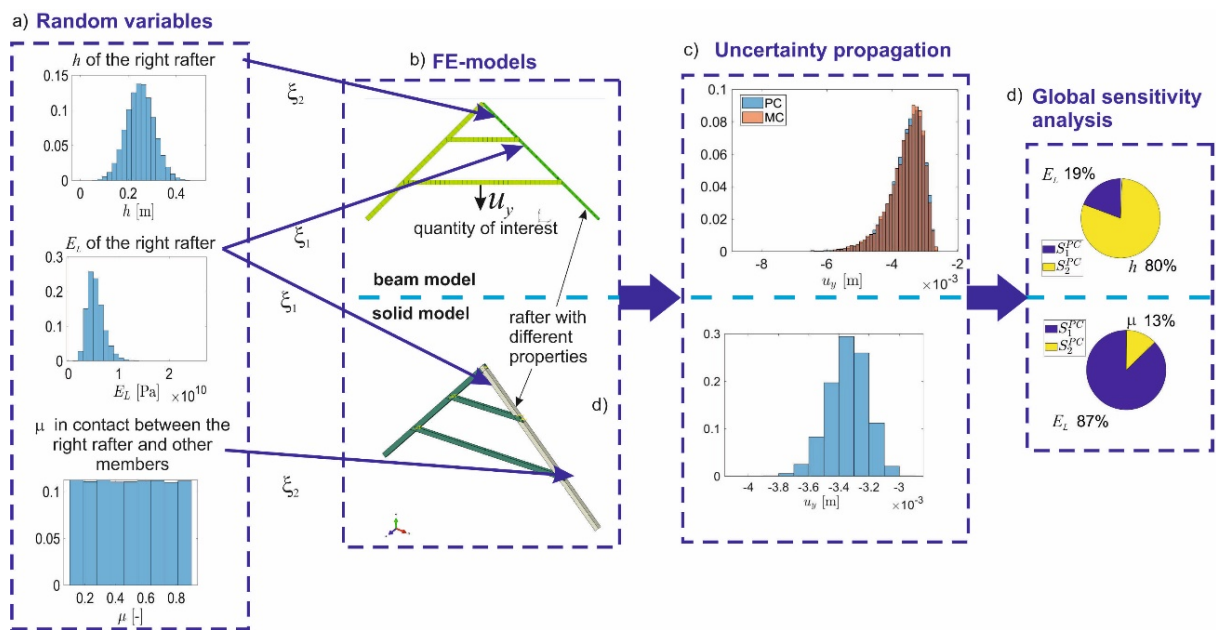 a) Random variables
h of the right rafter
0.15
0.1
0.05
0
0 0.2 0.4
h [m]
E_L of the right rafter
0.3
0.2
0.1
0
0 1 2
E_L [Pa] ×10^10
μ in contact between the
right rafter and other
members
0.1
0.05
0
0.2 0.4 0.6 0.8
μ [-]
ξ_2
ξ_1
ξ_1
ξ_2
b) FE-models
u_y
quantity of interest
beam model
solid model
rafter with
different
properties
d)
c) Uncertainty propagation
0.1
0.08
0.06
0.04
0.02
0
PC
MC
-8 -6 -4 -2
u_y [m] ×10^-3
0.3
0.2
0.1
0
-4 -3.8 -3.6 -3.4 -3.2 -3
u_y [m] ×10^-3
d) Global sensitivity
analysis
E_L 19%
S_1^PC
S_2^PC
h 80%
μ 13%
S_1^PC
S_2^PC
E_L 87%